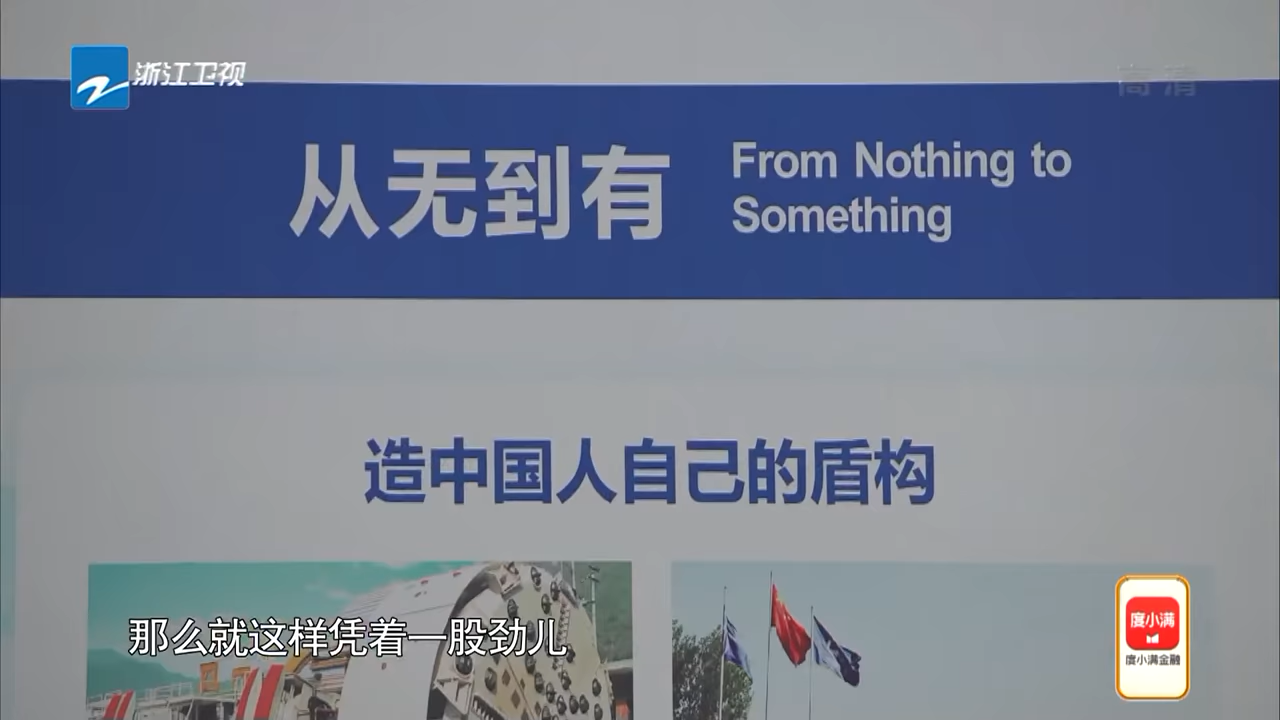 浙江卫视
高清
从无到有
From Nothing to
Something
造中国人自己的盾构
那么就这样凭着一股劲儿
度小满
度小满金融